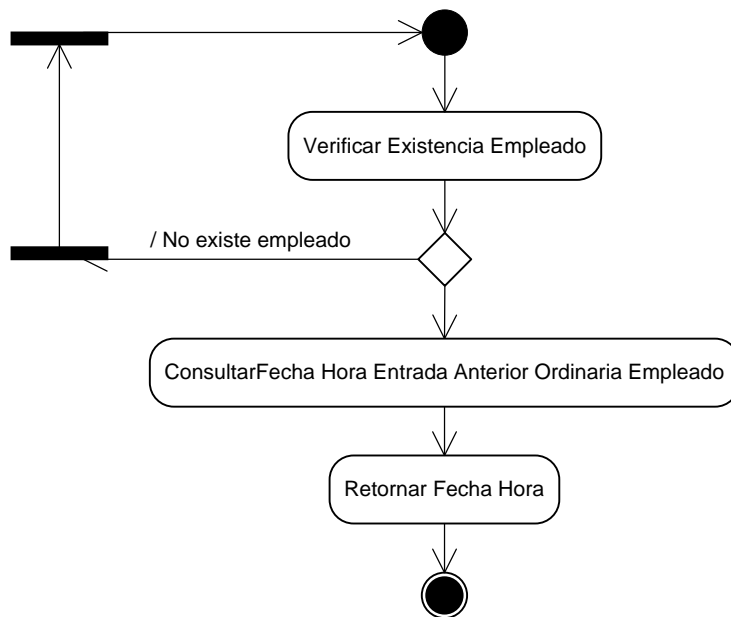 Verificar Existencia Empleado
/ No existe empleado
ConsultarFecha Hora Entrada Anterior Ordinaria Empleado
Retornar Fecha Hora